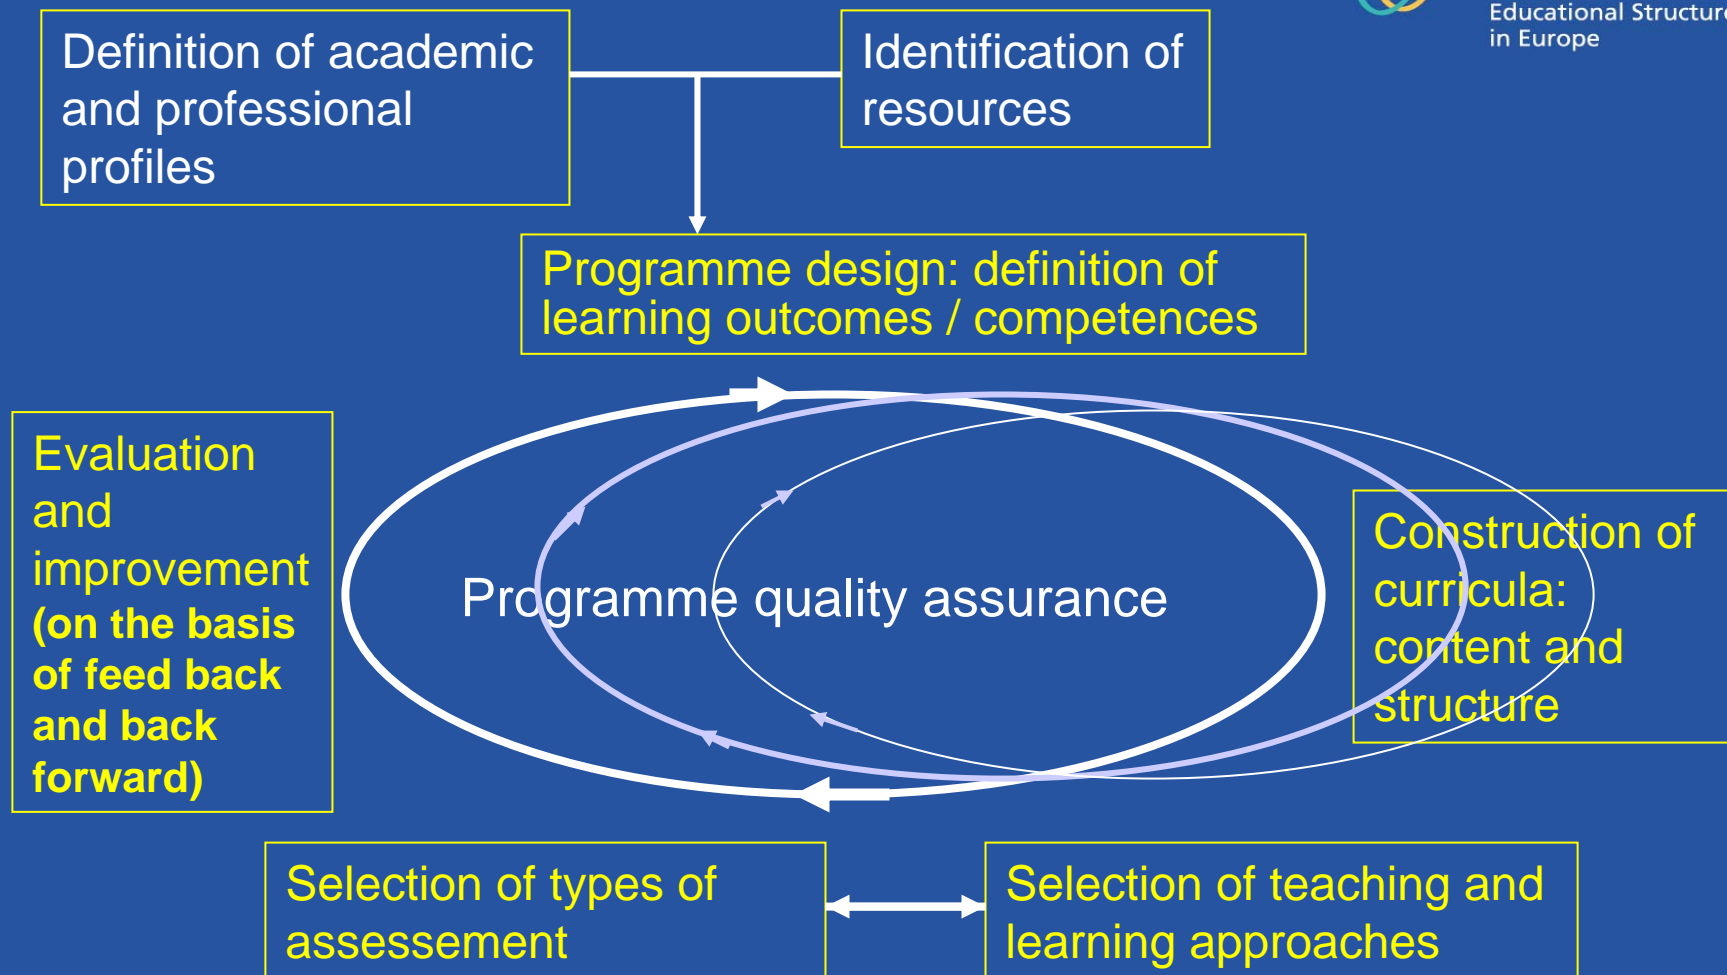 Educational Structure
in Europe
Definition of academic
and professional
profiles
Identification of
resources
Programme design: definition of
learning outcomes / competences
Evaluation
and
improvement
(on the basis
of feed back
and back
forward)
Programme quality assurance
Construction of
curricula:
content and
structure
Selection of types of
assessement
Selection of teaching and
learning approaches